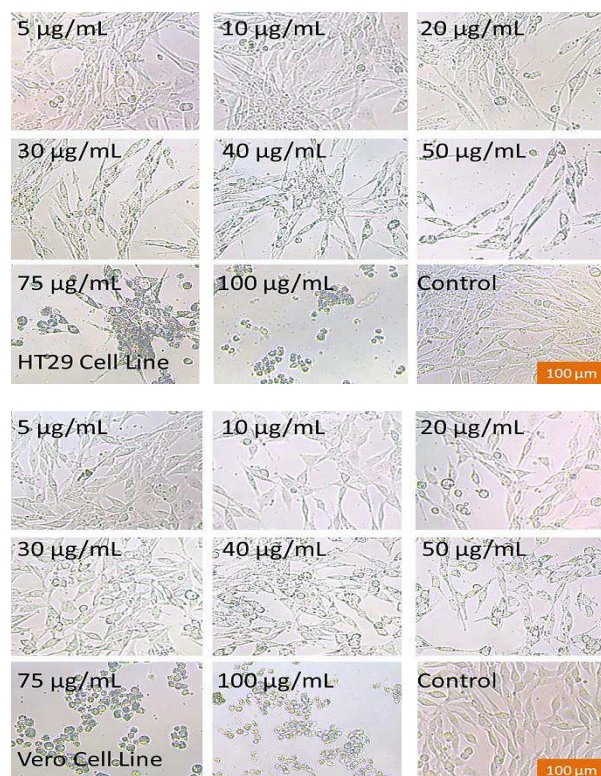 5 µg/mL
10 µg/mL
20 µg/mL
30 µg/mL
40 µg/mL
50 µg/mL
75 µg/mL
100 µg/mL
Control
HT29 Cell Line
100 µm
5 µg/mL
10 µg/mL
20 µg/mL
30 µg/mL
40 µg/mL
50 µg/mL
75 µg/mL
100 µg/mL
Control
Vero Cell Line
100 µm